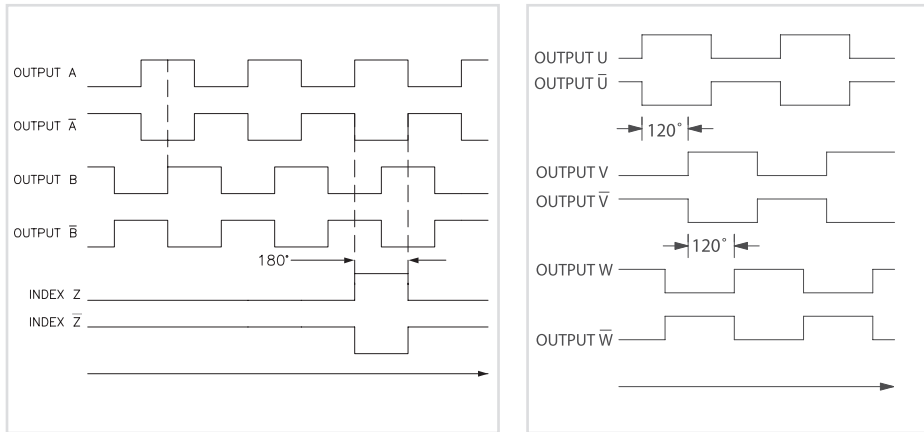 OUTPUT A
OUTPUT A̅
OUTPUT B
OUTPUT B̅
180°
INDEX Z
INDEX Z̅
OUTPUT U
OUTPUT U̅
120°
OUTPUT V
OUTPUT V̅
120°
OUTPUT W
OUTPUT W̅